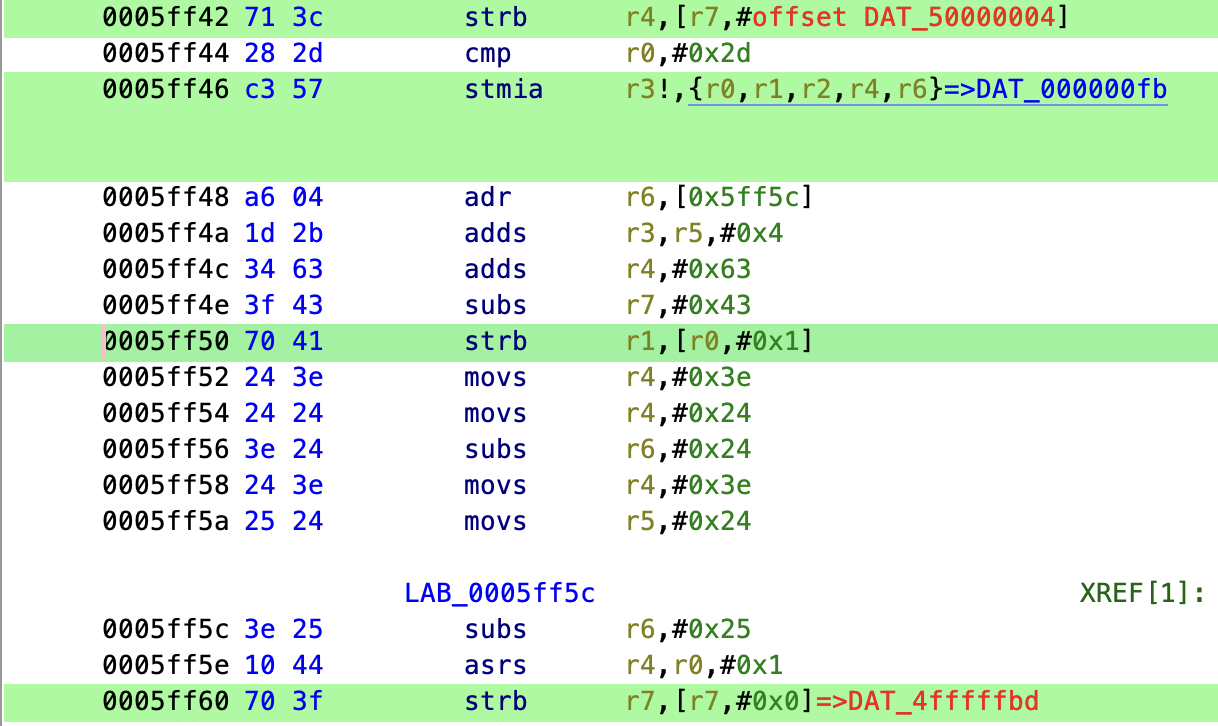 0005ff42 71 3c strb r4,[r7,#offset DAT_50000004]
0005ff44 28 2d cmp r0,#0x2d
0005ff46 c3 57 stmia r3!,{r0,r1,r2,r4,r6}=>DAT_000000fb
0005ff48 a6 04 adr r6,[0x5ff5c]
0005ff4a 1d 2b adds r3,r5,#0x4
0005ff4c 34 63 adds r4,#0x63
0005ff4e 3f 43 subs r7,#0x43
0005ff50 70 41 strb r1,[r0,#0x1]
0005ff52 24 3e movs r4,#0x3e
0005ff54 24 24 movs r4,#0x24
0005ff56 3e 24 subs r6,#0x24
0005ff58 24 3e movs r4,#0x3e
0005ff5a 25 24 movs r5,#0x24
LAB_0005ff5c XREF[1]:
0005ff5c 3e 25 subs r6,#0x25
0005ff5e 10 44 asrs r4,r0,#0x1
0005ff60 70 3f strb r7,[r7,#0x0]=>DAT_4fffffbd